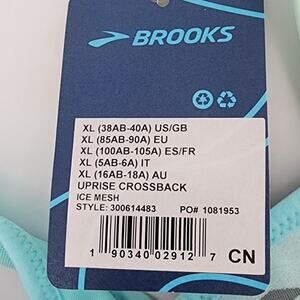 BROOKS
XL (38AB-40A) US/GB
XL (85AB-90A) EU
XL (100AB-105A) ES/FR
XL (5AB-6A) IT
XL (16AB-18A) AU
UPRISE CROSSBACK
ICE MESH
STYLE: 300614483 PO# 1081953
1 90340 02912 7 CN